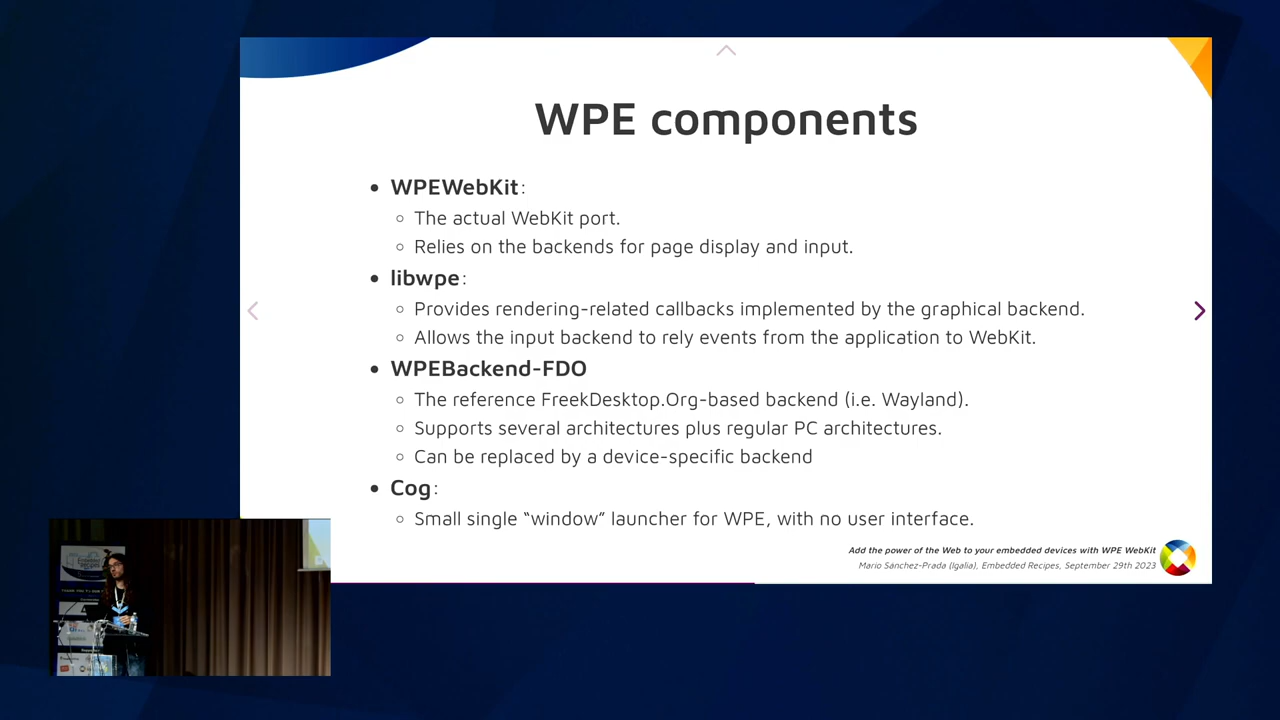 WPE components
• WPEWebKit:
◦ The actual WebKit port.
◦ Relies on the backends for page display and input.
• libwpe:
◦ Provides rendering-related callbacks implemented by the graphical backend.
◦ Allows the input backend to rely events from the application to WebKit.
• WPEBackend-FDO
◦ The reference FreekDesktop.Org-based backend (i.e. Wayland).
◦ Supports several architectures plus regular PC architectures.
◦ Can be replaced by a device-specific backend
• Cog:
◦ Small single “window” launcher for WPE, with no user interface.
Add the power of the Web to your embedded devices with WPE WebKit
Mario Sánchez-Prada (Igalia), Embedded Recipes, September 29th 2023